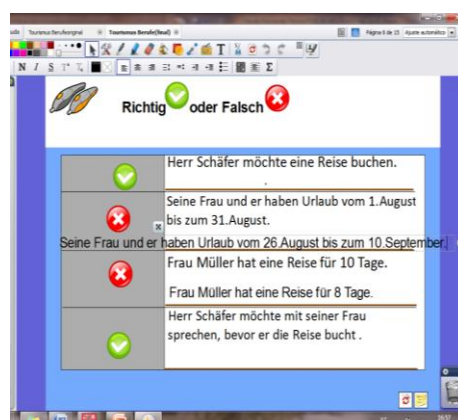 Tourismus Berufeoriginal
Tourismus Berufe(final)
Página 6 de 15
Ajuste automático
N I S T
Richtig oder Falsch
Herr Schäfer möchte eine Reise buchen.
.
Seine Frau und er haben Urlaub vom 1.August
bis zum 31.August.
Seine Frau und er haben Urlaub vom 26.August bis zum 10.September.
Frau Müller hat eine Reise für 10 Tage.
Frau Müller hat eine Reise für 8 Tage.
Herr Schäfer möchte mit seiner Frau
sprechen, bevor er die Reise bucht .